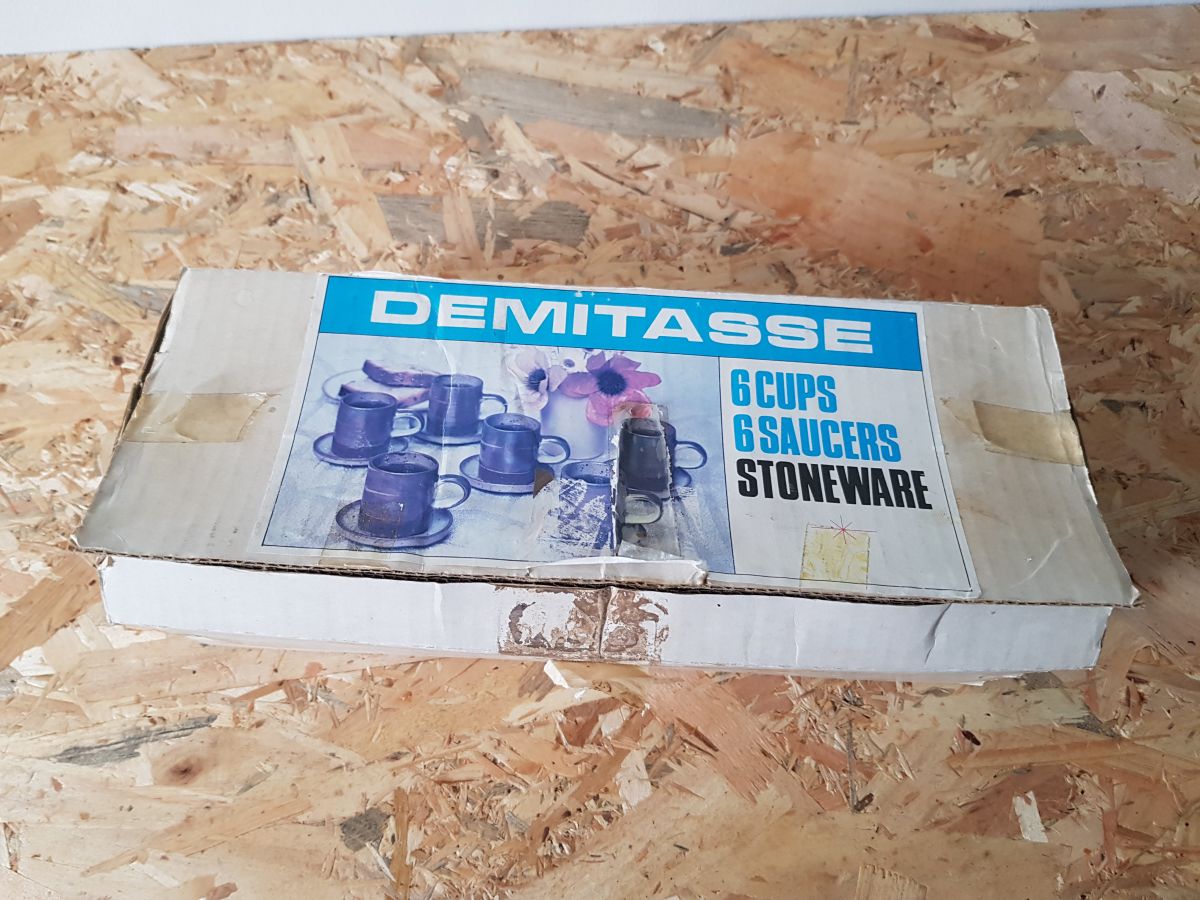 DEMiTASSE
6 CUPS
6 SAUCERS
STONEWARE